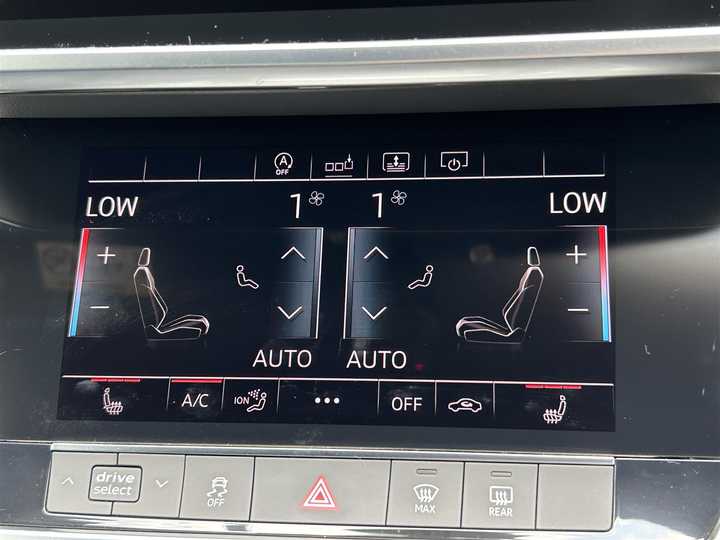 A
OFF
LOW 1 1 LOW
+ +
− −
AUTO AUTO
A/C ION ••• OFF
drive
select
OFF
MAX
REAR